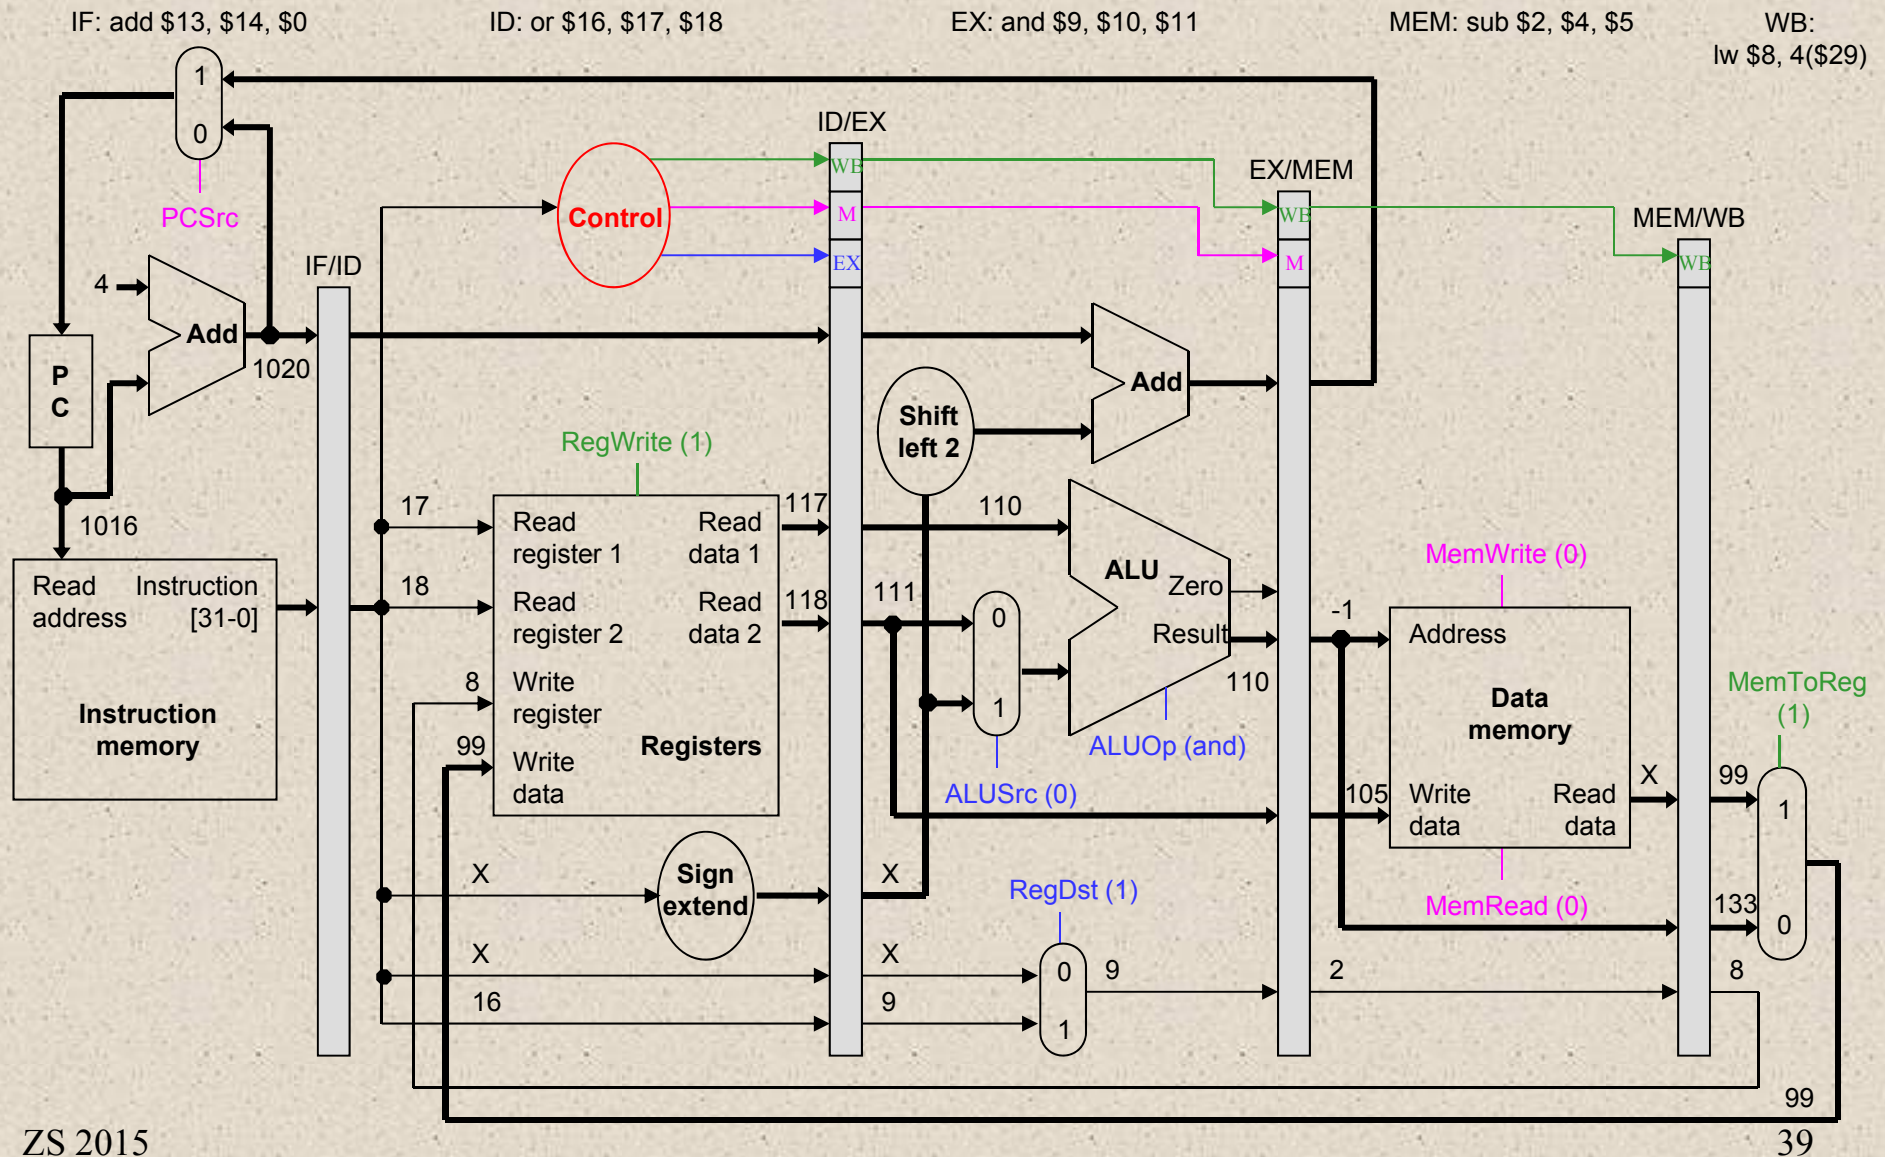 IF: add $13, $14, $0
ID: or $16, $17, $18
EX: and $9, $10, $11
MEM: sub $2, $4, $5
WB:
lw $8, 4($29)
1
0
PCSrc
4
Add
1020
P
C
1016
Read
address
Instruction
[31-0]
Instruction
memory
IF/ID
Control
ID/EX
WB
M
EX
EX/MEM
WB
M
MEM/WB
WB
RegWrite (1)
17
18
8
99
Read
register 1
Read
data 1
Read
register 2
Read
data 2
Write
register
Write
data
Registers
117
118
X
Sign
extend
X
16
Shift
left 2
Add
110
111
0
1
ALUSrc (0)
ALU
Zero
Result
110
ALUOp (and)
X
RegDst (1)
X
9
0
1
9
-1
105
2
MemWrite (0)
Address
Data
memory
Write
data
Read
data
MemRead (0)
X
99
133
8
MemToReg
(1)
1
0
99
ZS 2015
39